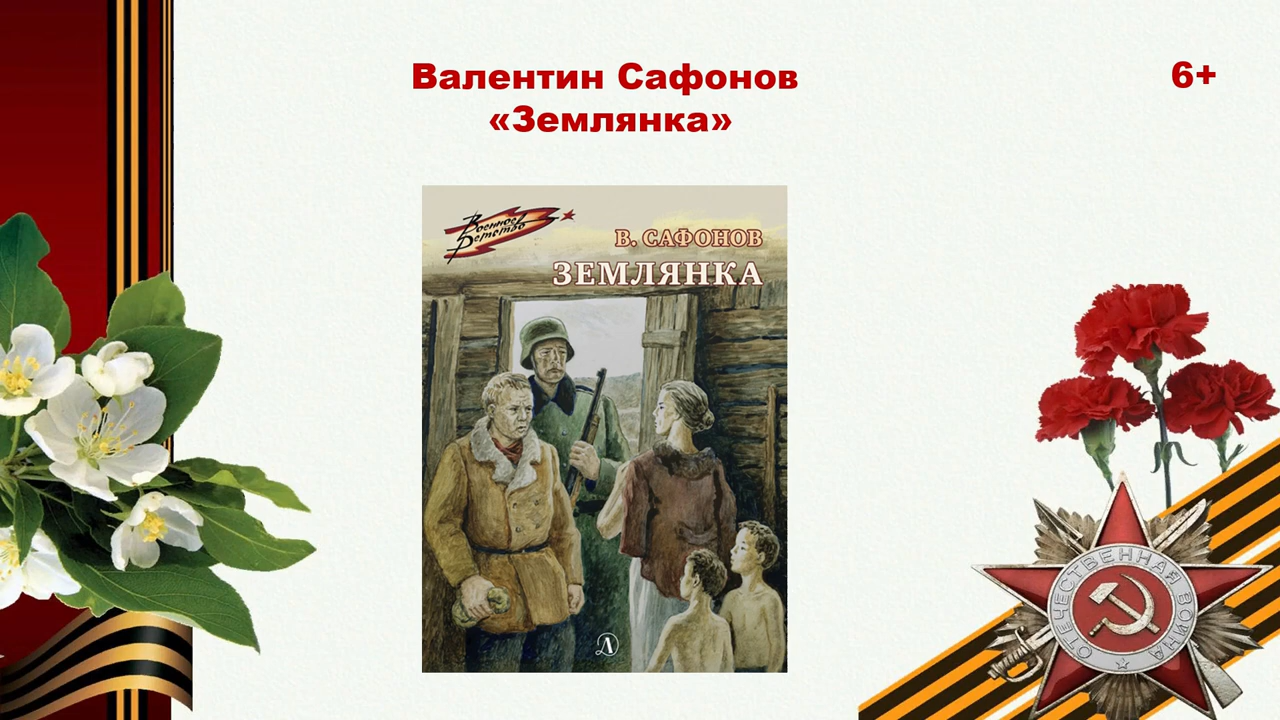 Валентин Сафонов
«Землянка»
6+
Военное
детство
В. САФОНОВ
ЗЕМЛЯНКА
Д
ОТЕЧЕСТВЕННАЯ ВОЙНА